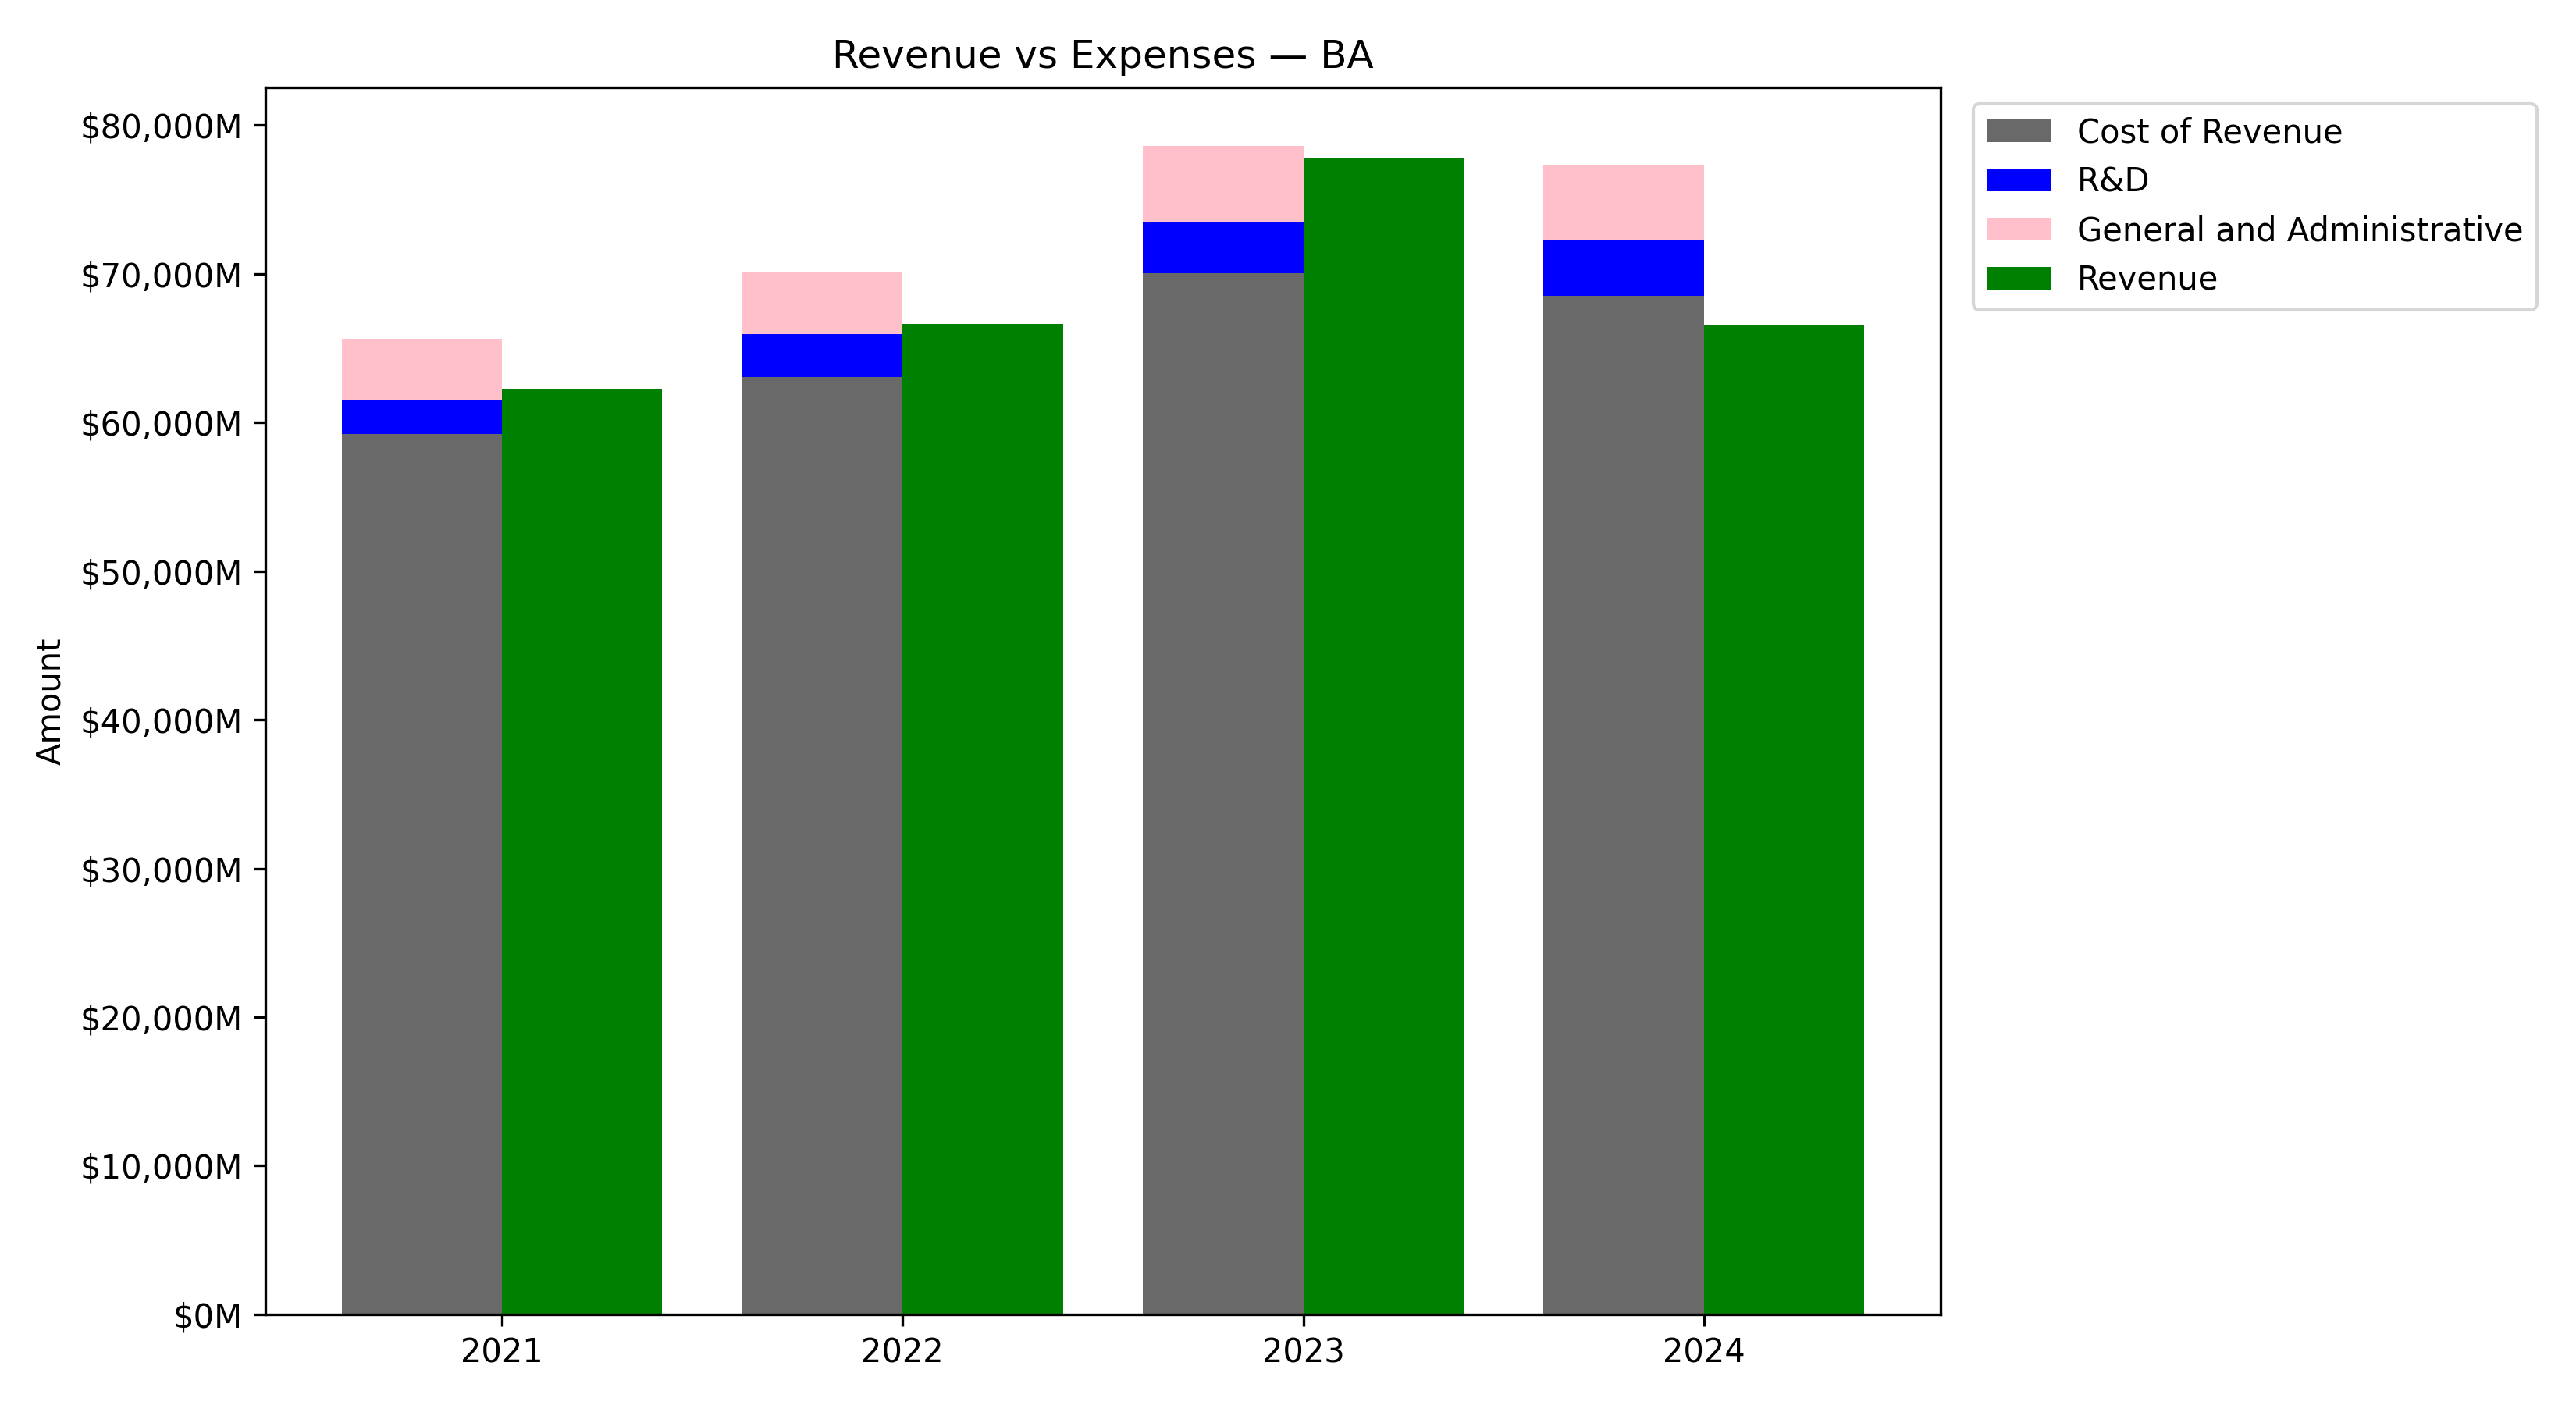 Revenue vs Expenses — BA
Amount
$80,000M
$70,000M
$60,000M
$50,000M
$40,000M
$30,000M
$20,000M
$10,000M
$0M
2021
2022
2023
2024
Cost of Revenue
R&D
General and Administrative
Revenue